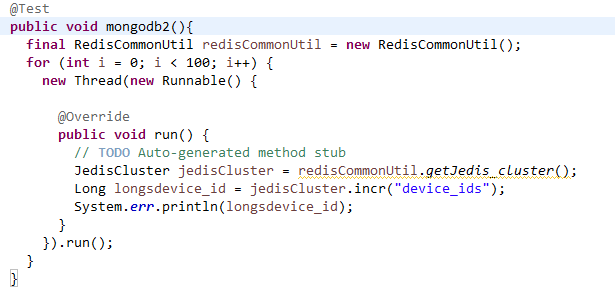 @Test
public void mongodb2(){
final RedisCommonUtil redisCommonUtil = new RedisCommonUtil();
for (int i = 0; i < 100; i++) {
new Thread(new Runnable() {
@Override
public void run() {
// TODO Auto-generated method stub
JedisCluster jedisCluster = redisCommonUtil.getJedis_cluster();
Long longsdevice_id = jedisCluster.incr("device_ids");
System.err.println(longsdevice_id);
}
}).run();
}
}